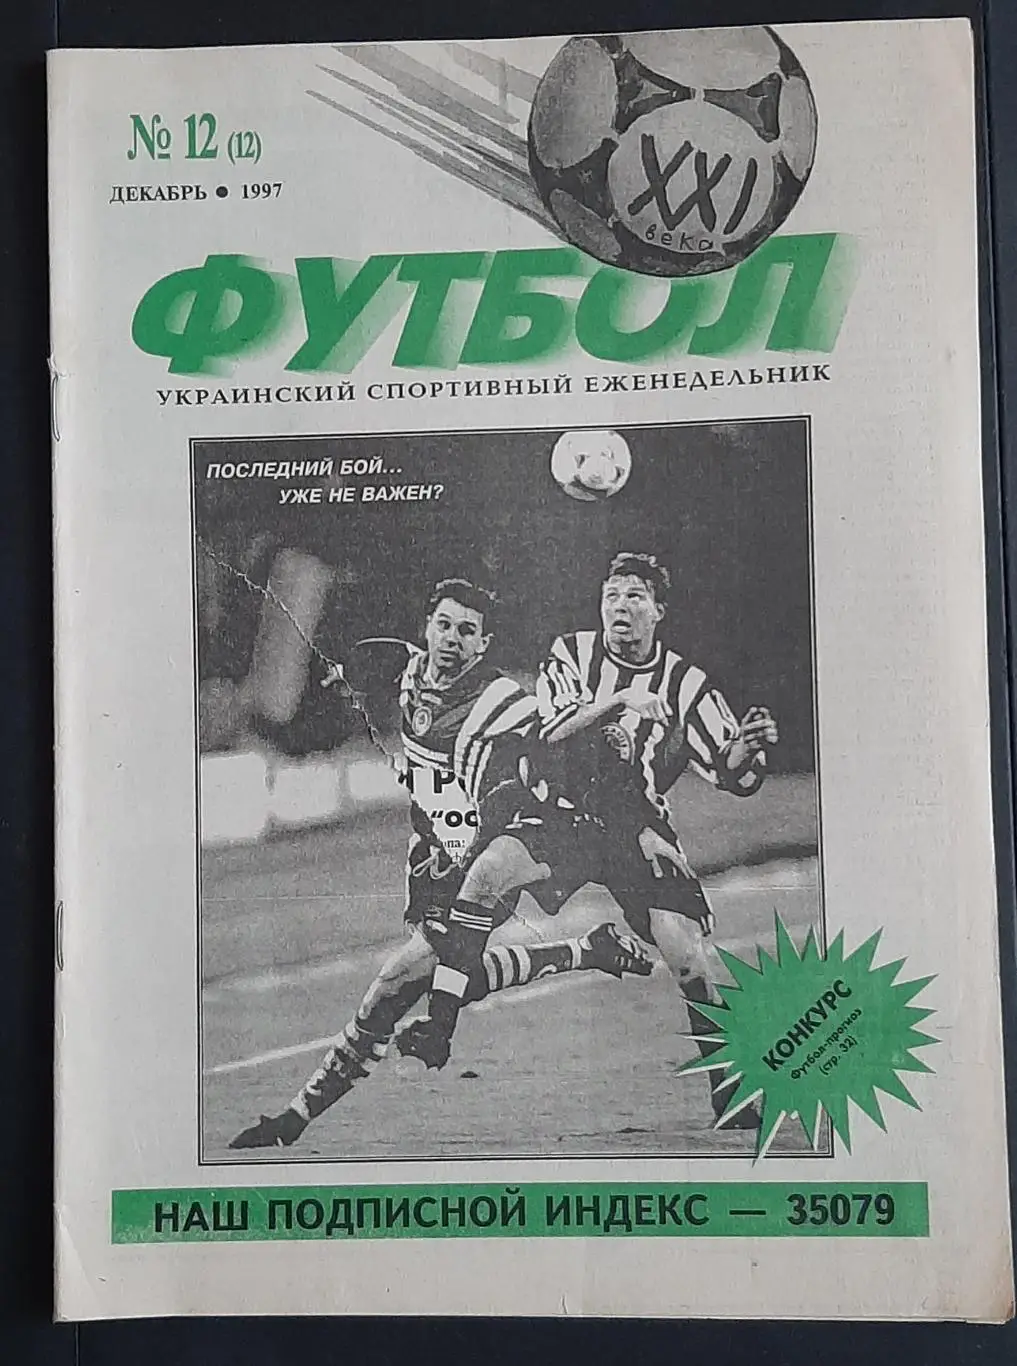 № 12 (12)
ДЕКАБРЬ ● 1997
XXI
века
ФУТБОЛ
УКРАИНСКИЙ СПОРТИВНЫЙ ЕЖЕНЕДЕЛЬНИК
ПОСЛЕДНИЙ БОЙ...
УЖЕ НЕ ВАЖЕН?
"ОС
КОНКУРС
Футбол-прогноз
(стр. 32)
НАШ ПОДПИСНОЙ ИНДЕКС — 35079